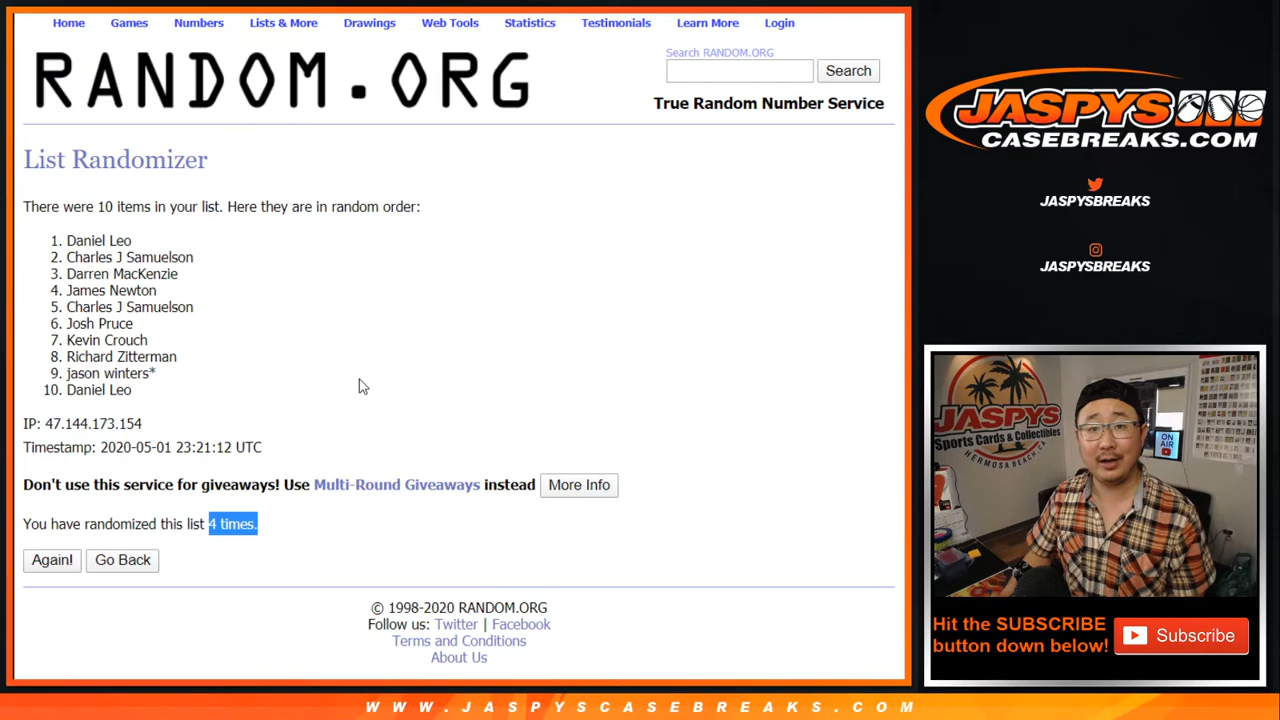 Home Games Numbers Lists & More Drawings Web Tools Statistics Testimonials Learn More Login
RANDOM.ORG
Search RANDOM.ORG
Search
True Random Number Service
List Randomizer
There were 10 items in your list. Here they are in random order:
1. Daniel Leo
2. Charles J Samuelson
3. Darren MacKenzie
4. James Newton
5. Charles J Samuelson
6. Josh Pruce
7. Kevin Crouch
8. Richard Zitterman
9. jason winters*
10. Daniel Leo
IP: 47.144.173.154
Timestamp: 2020-05-01 23:21:12 UTC
Don't use this service for giveaways! Use Multi-Round Giveaways instead More Info
You have randomized this list 4 times.
Again! Go Back
© 1998-2020 RANDOM.ORG
Follow us: Twitter | Facebook
Terms and Conditions
About Us
JASPYS
CASEBREAKS.COM
JASPYSBREAKS
JASPYSBREAKS
JASPYS
Sports Cards & Collectibles
HERMOSA BEACH, CA
ON
AIR
Hit the SUBSCRIBE
button down below!
Subscribe
WWW.JASPYSCASEBREAKS.COM